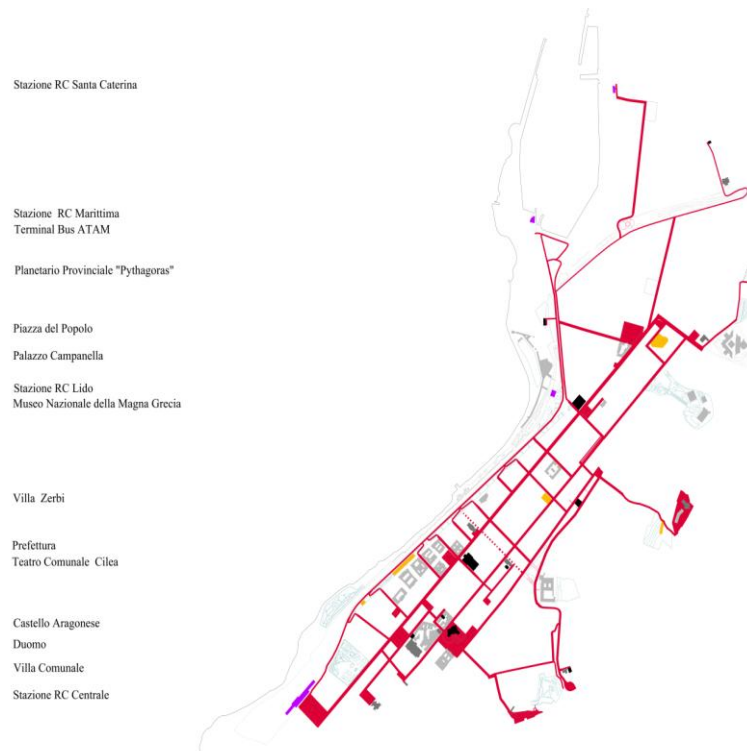 Stazione RC Santa Caterina
Stazione RC Marittima
Terminal Bus ATAM
Planetario Provinciale "Pythagoras"
Piazza del Popolo
Palazzo Campanella
Stazione RC Lido
Museo Nazionale della Magna Grecia
Villa Zerbi
Prefettura
Teatro Comunale Cilea
Castello Aragonese
Duomo
Villa Comunale
Stazione RC Centrale